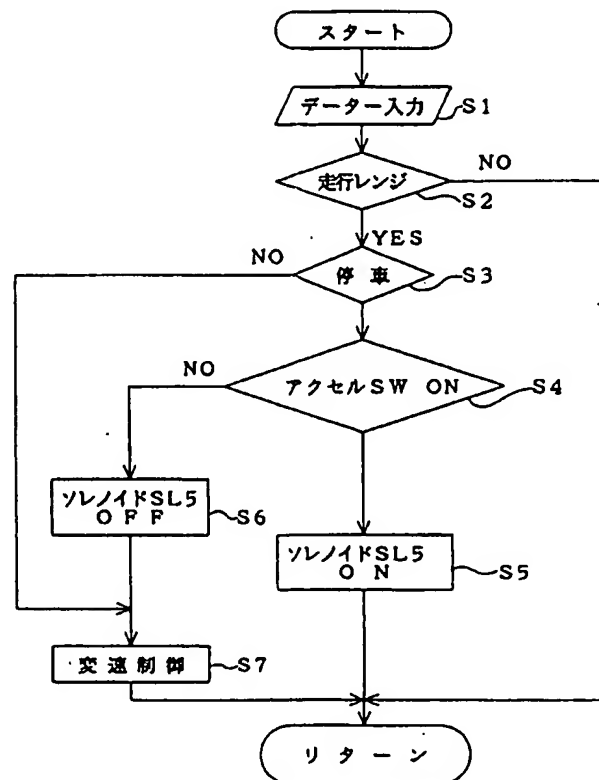 スタート
データー入力
S1
走行レンジ
NO
S2
YES
NO
停車
S3
NO
アクセルSW ON
S4
ソレノイドSL5
OFF
S6
ソレノイドSL5
ON
S5
変速制御
S7
リターン